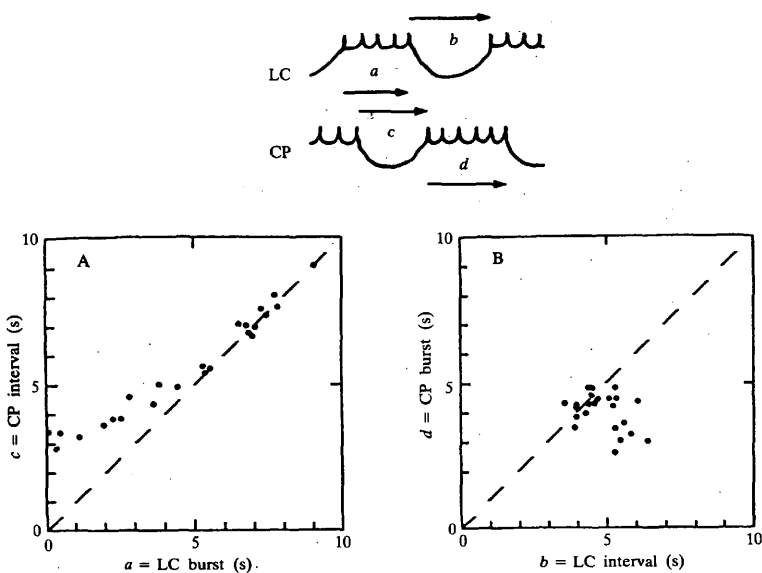 b
LC
a
c
CP
d
10
A
5
0
0
5
10
c = CP interval (s)
a = LC burst (s).
10
B
5
0
0
5
10
d = CP burst (s)
b = LC interval (s)